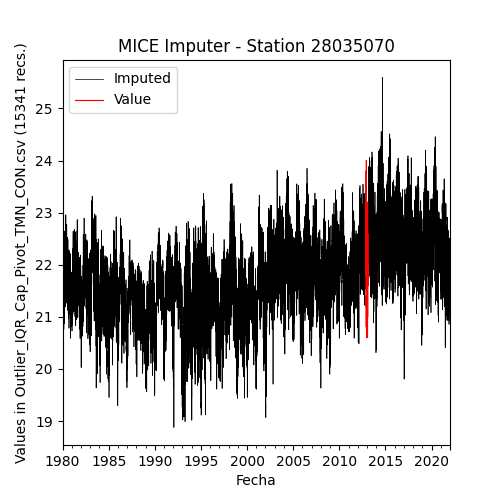 MICE Imputer - Station 28035070
Values in Outlier_IQR_Cap_Pivot_TMN_CON.csv (15341 recs.)
Imputed
Value
25
24
23
22
21
20
19
1980 1985 1990 1995 2000 2005 2010 2015 2020
Fecha